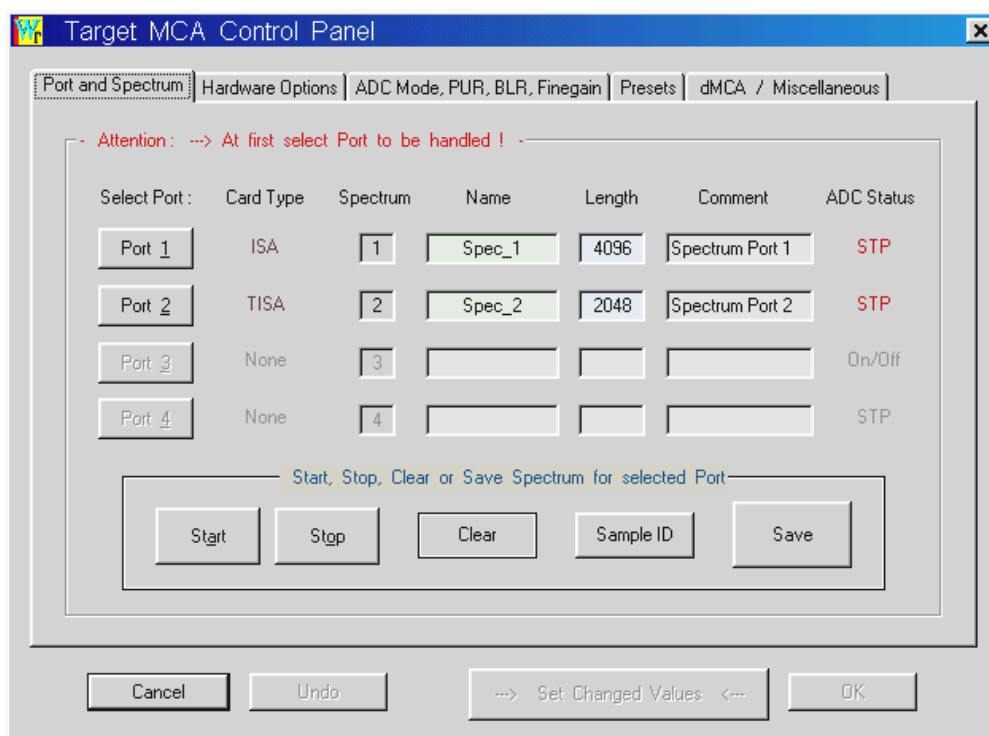 Wr Target MCA Control Panel
Port and Spectrum Hardware Options ADC Mode, PUR, BLR, Finegain Presets dMCA / Miscellaneous
- Attention : ---> At first select Port to be handled ! -
Select Port : Card Type Spectrum Name Length Comment ADC Status
Port 1 ISA 1 Spec_1 4096 Spectrum Port 1 STP
Port 2 TISA 2 Spec_2 2048 Spectrum Port 2 STP
Port 3 None 3 On/Off
Port 4 None 4 STP
Start, Stop, Clear or Save Spectrum for selected Port
Start Stop Clear Sample ID Save
Cancel Undo ---> Set Changed Values <--- OK